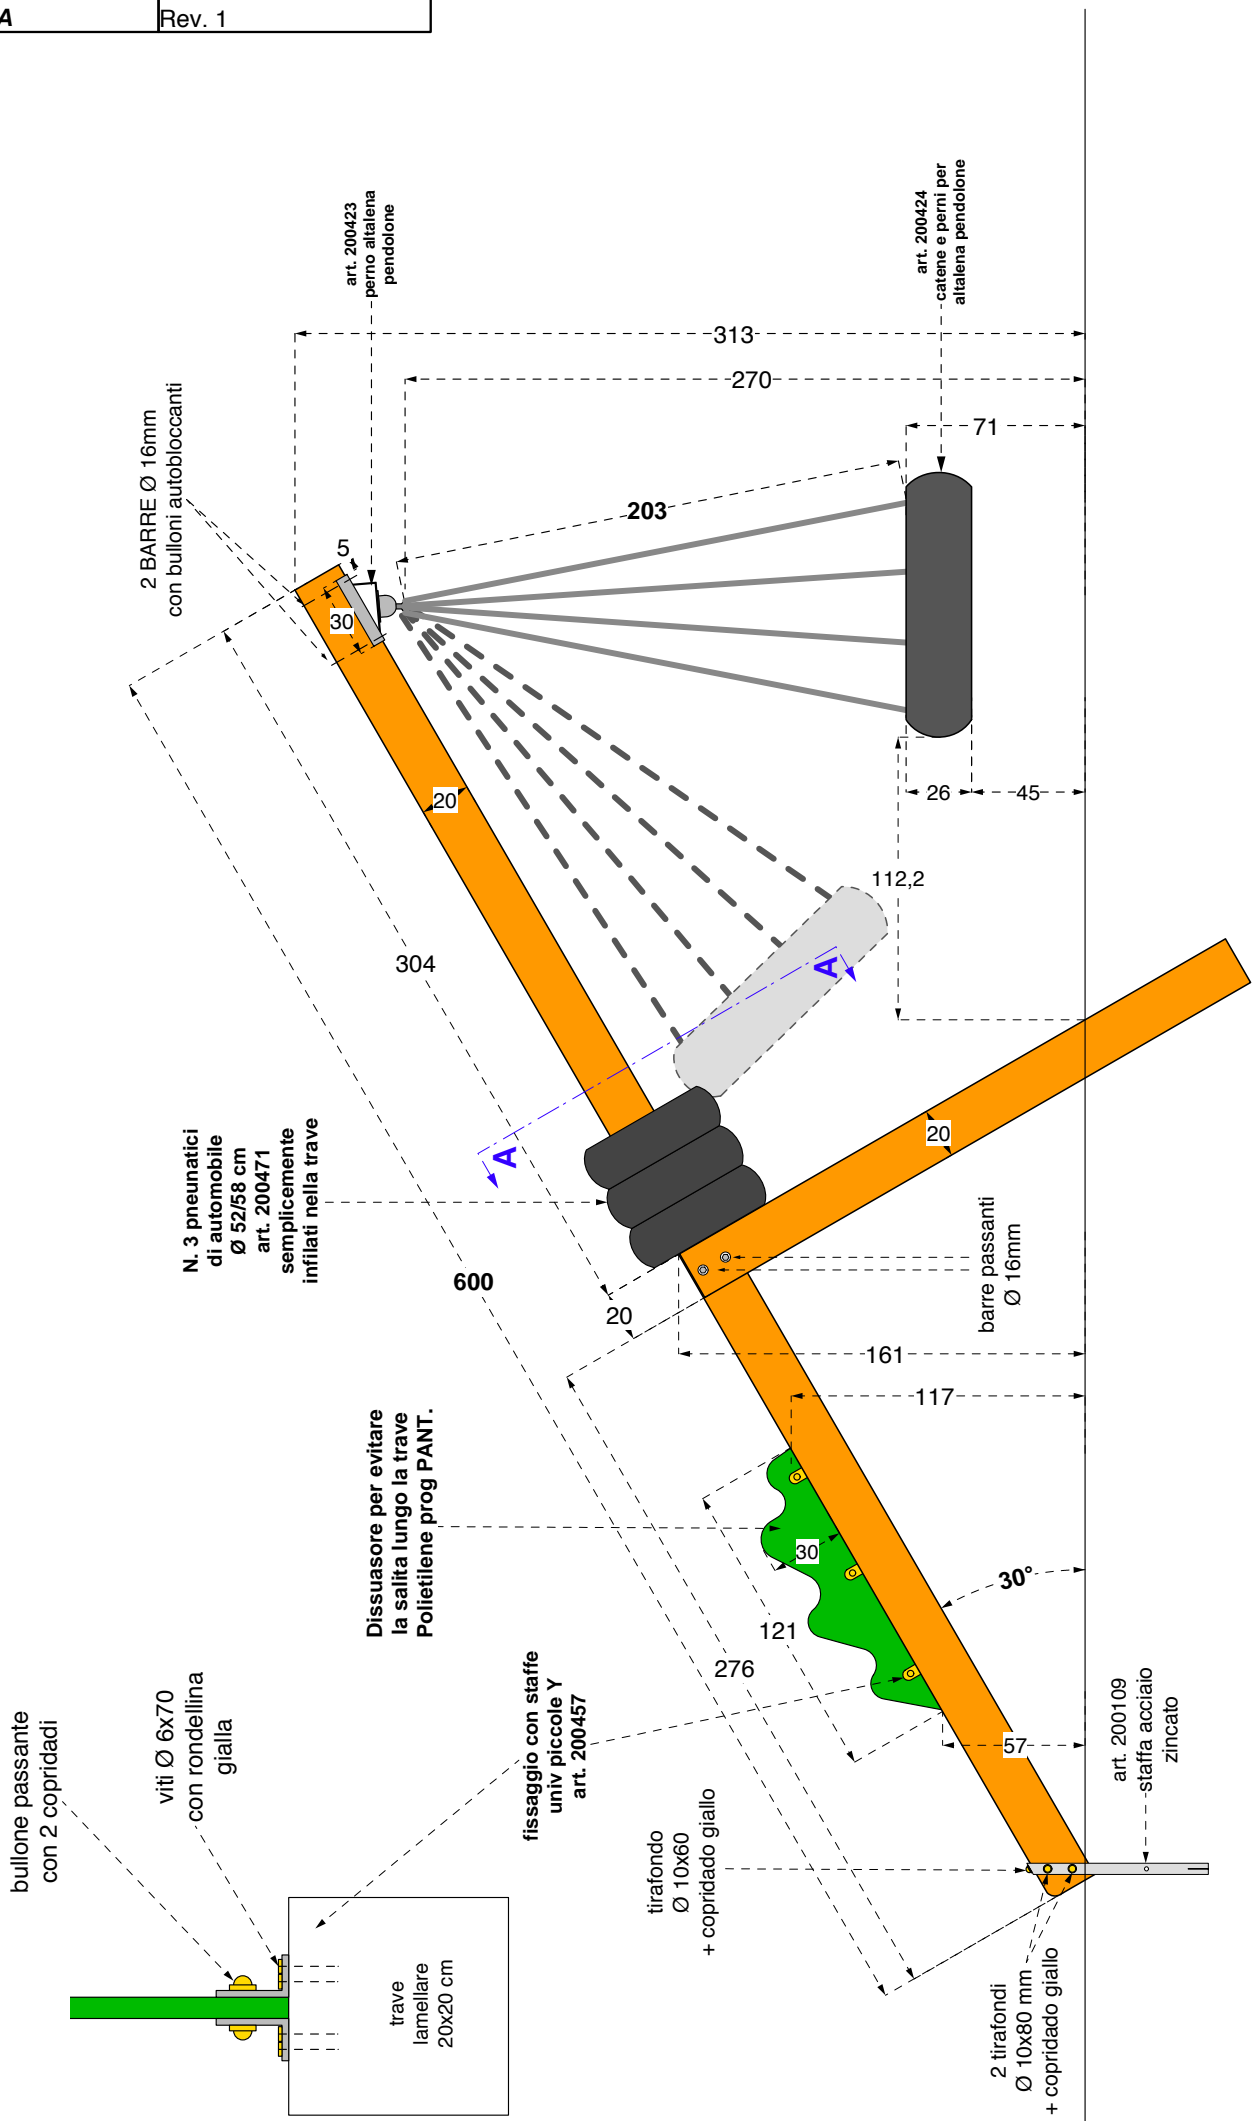 A
Rev. 1
art. 200423
perno altalena
pendolone
art. 200424
catene e perni per
altalena pendolone
313
270
71
2 BARRE Ø 16mm
con bulloni autobloccanti
203
5
30
20
26
45
112,2
304
A
A
N. 3 pneumatici
di automobile
Ø 52/58 cm
art. 200471
semplicemente
infilati nella trave
20
600
20
barre passanti
Ø 16mm
161
117
Dissuasore per evitare
la salita lungo la trave
Polietilene prog PANT.
30
30°
121
276
fissaggio con staffe
univ piccole Y
art. 200457
57
art. 200109
staffa acciaio
zincato
bullone passante
con 2 copridadi
viti Ø 6x70
con rondellina
gialla
tirafondo
Ø 10x60
+ copridado giallo
trave
lamellare
20x20 cm
2 tirafondi
Ø 10x80 mm
+ copridado giallo